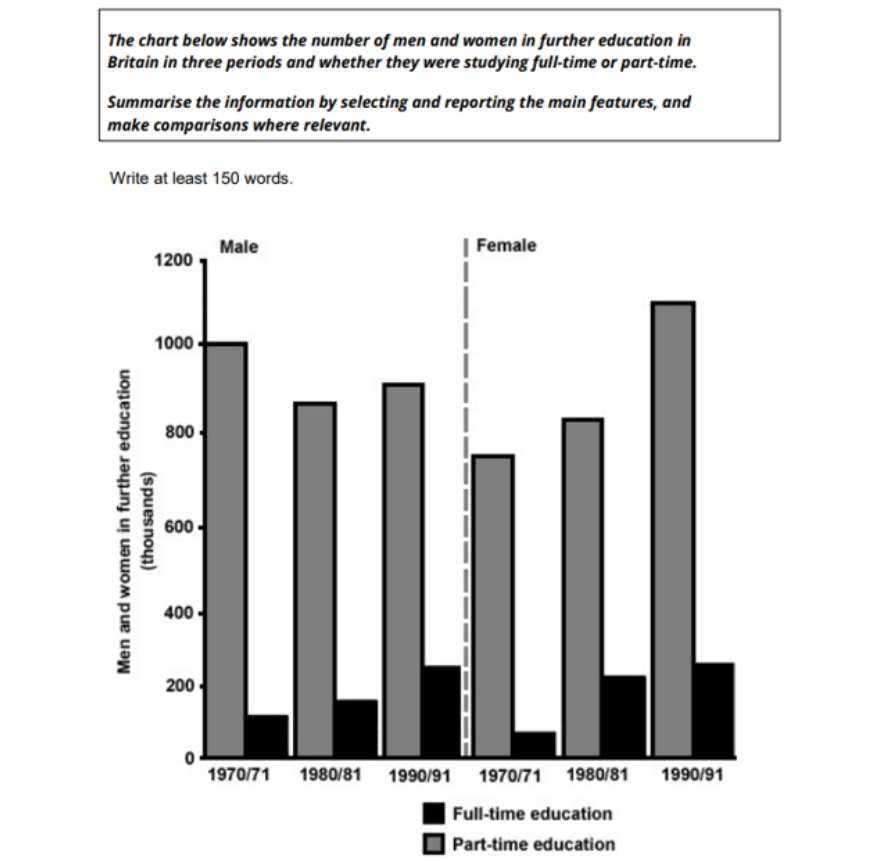 The chart below shows the number of men and women in further education in
Britain in three periods and whether they were studying full-time or part-time.
Summarise the information by selecting and reporting the main features, and
make comparisons where relevant.
Write at least 150 words.
Male
Female
1200
1000
800
600
400
200
0
Men and women in further education
(thousands)
1970/71 1980/81 1990/91 1970/71 1980/81 1990/91
Full-time education
Part-time education